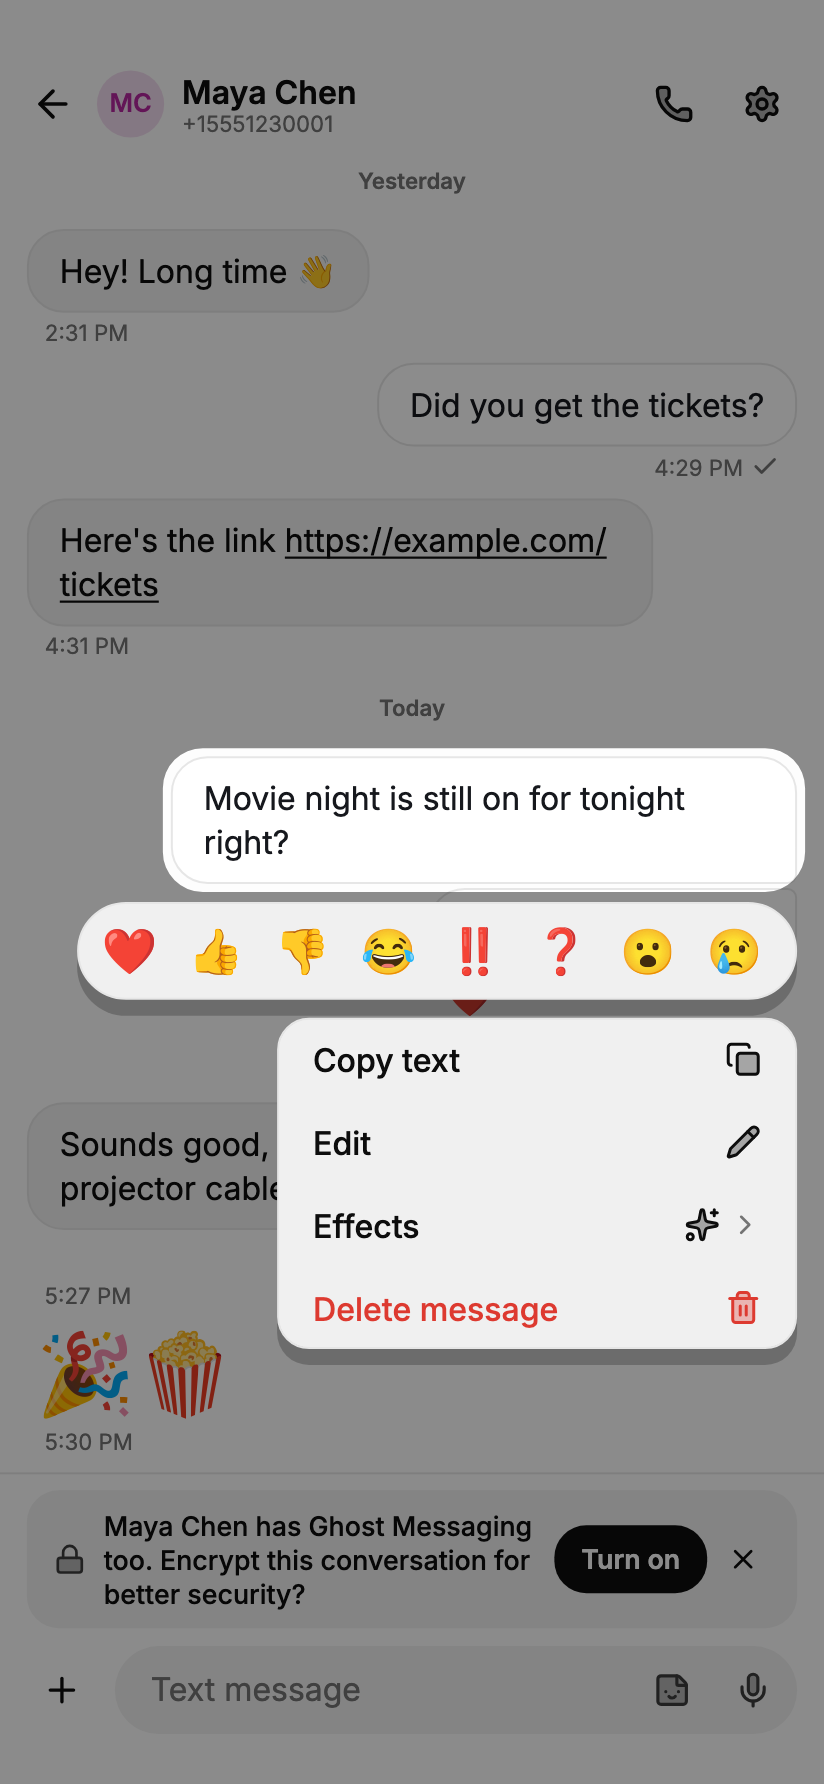 MC
Maya Chen
+15551230001
Yesterday
Hey! Long time 👋
2:31 PM
Did you get the tickets?
4:29 PM
Here's the link https://example.com/
tickets
4:31 PM
Today
Movie night is still on for tonight
right?
❤️ 👍 👎 😂 ‼️ ❓ 😮 😢
Copy text
Edit
Effects
Delete message
Sounds good,
projector cable
5:27 PM
🎉 🍿
5:30 PM
Maya Chen has Ghost Messaging
too. Encrypt this conversation for
better security?
Turn on
Text message